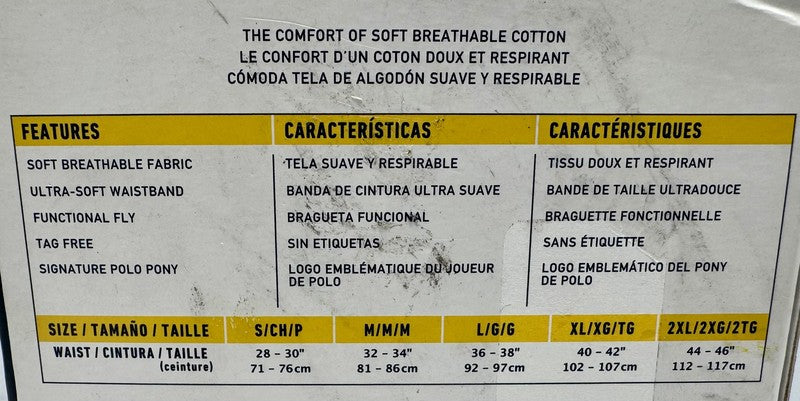 THE COMFORT OF SOFT BREATHABLE COTTON
LE CONFORT D'UN COTON DOUX ET RESPIRANT
CÓMODA TELA DE ALGODÓN SUAVE Y RESPIRABLE
FEATURES
SOFT BREATHABLE FABRIC
ULTRA-SOFT WAISTBAND
FUNCTIONAL FLY
TAG FREE
SIGNATURE POLO PONY
CARACTERÍSTICAS
TELA SUAVE Y RESPIRABLE
BANDA DE CINTURA ULTRA SUAVE
BRAGUETA FUNCIONAL
SIN ETIQUETAS
LOGO EMBLÉMATIQUE DU JOUEUR
DE POLO
CARACTÉRISTIQUES
TISSU DOUX ET RESPIRANT
BANDE DE TAILLE ULTRADOUCE
BRAGUETTE FONCTIONNELLE
SANS ÉTIQUETTE
LOGO EMBLEMÁTICO DEL PONY
DE POLO
SIZE / TAMAÑO / TAILLE S/CH/P M/M/M L/G/G XL/XG/TG 2XL/2XG/2TG
WAIST / CINTURA / TAILLE 28 - 30" 32 - 34" 36 - 38" 40 - 42" 44 - 46"
(ceinture) 71 - 76cm 81 - 86cm 92 - 97cm 102 - 107cm 112 - 117cm